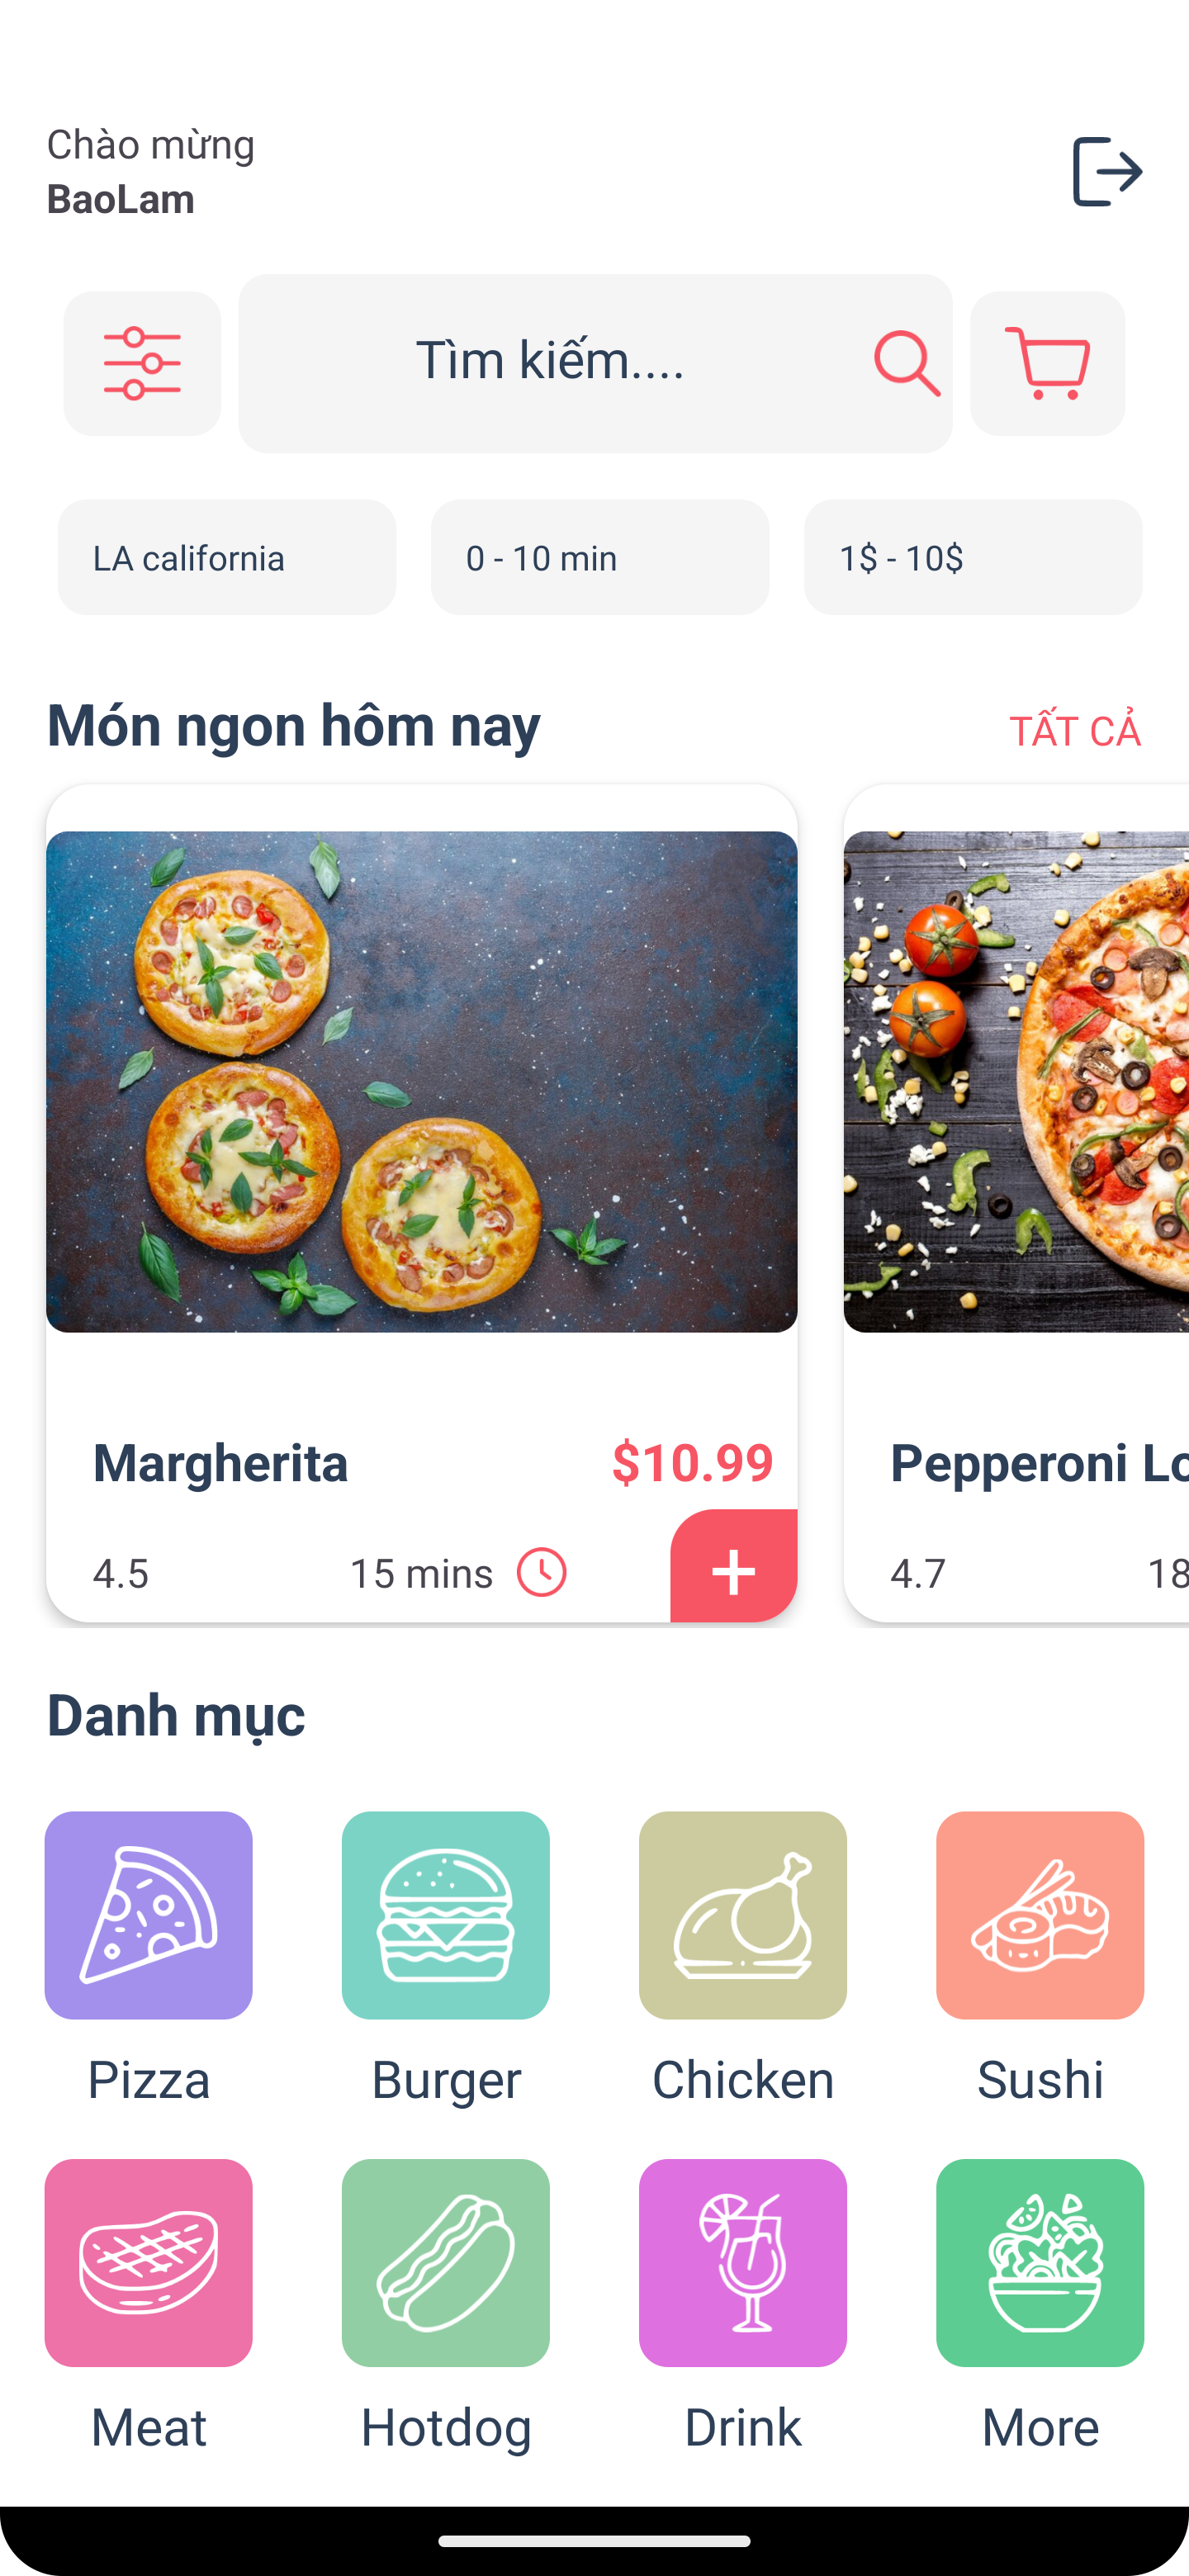 Chào mừng
BaoLam
Tìm kiếm....
LA california
0 - 10 min
1$ - 10$
Món ngon hôm nay
TẤT CẢ
Margherita
$10.99
4.5
15 mins
+
Pepperoni Lo
4.7
18
Danh mục
Pizza
Burger
Chicken
Sushi
Meat
Hotdog
Drink
More